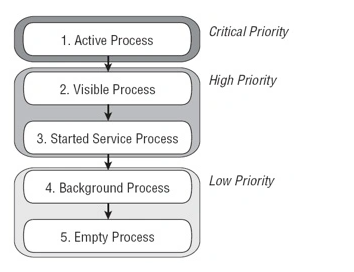 1. Active Process
Critical Priority
2. Visible Process
High Priority
3. Started Service Process
4. Background Process
Low Priority
5. Empty Process